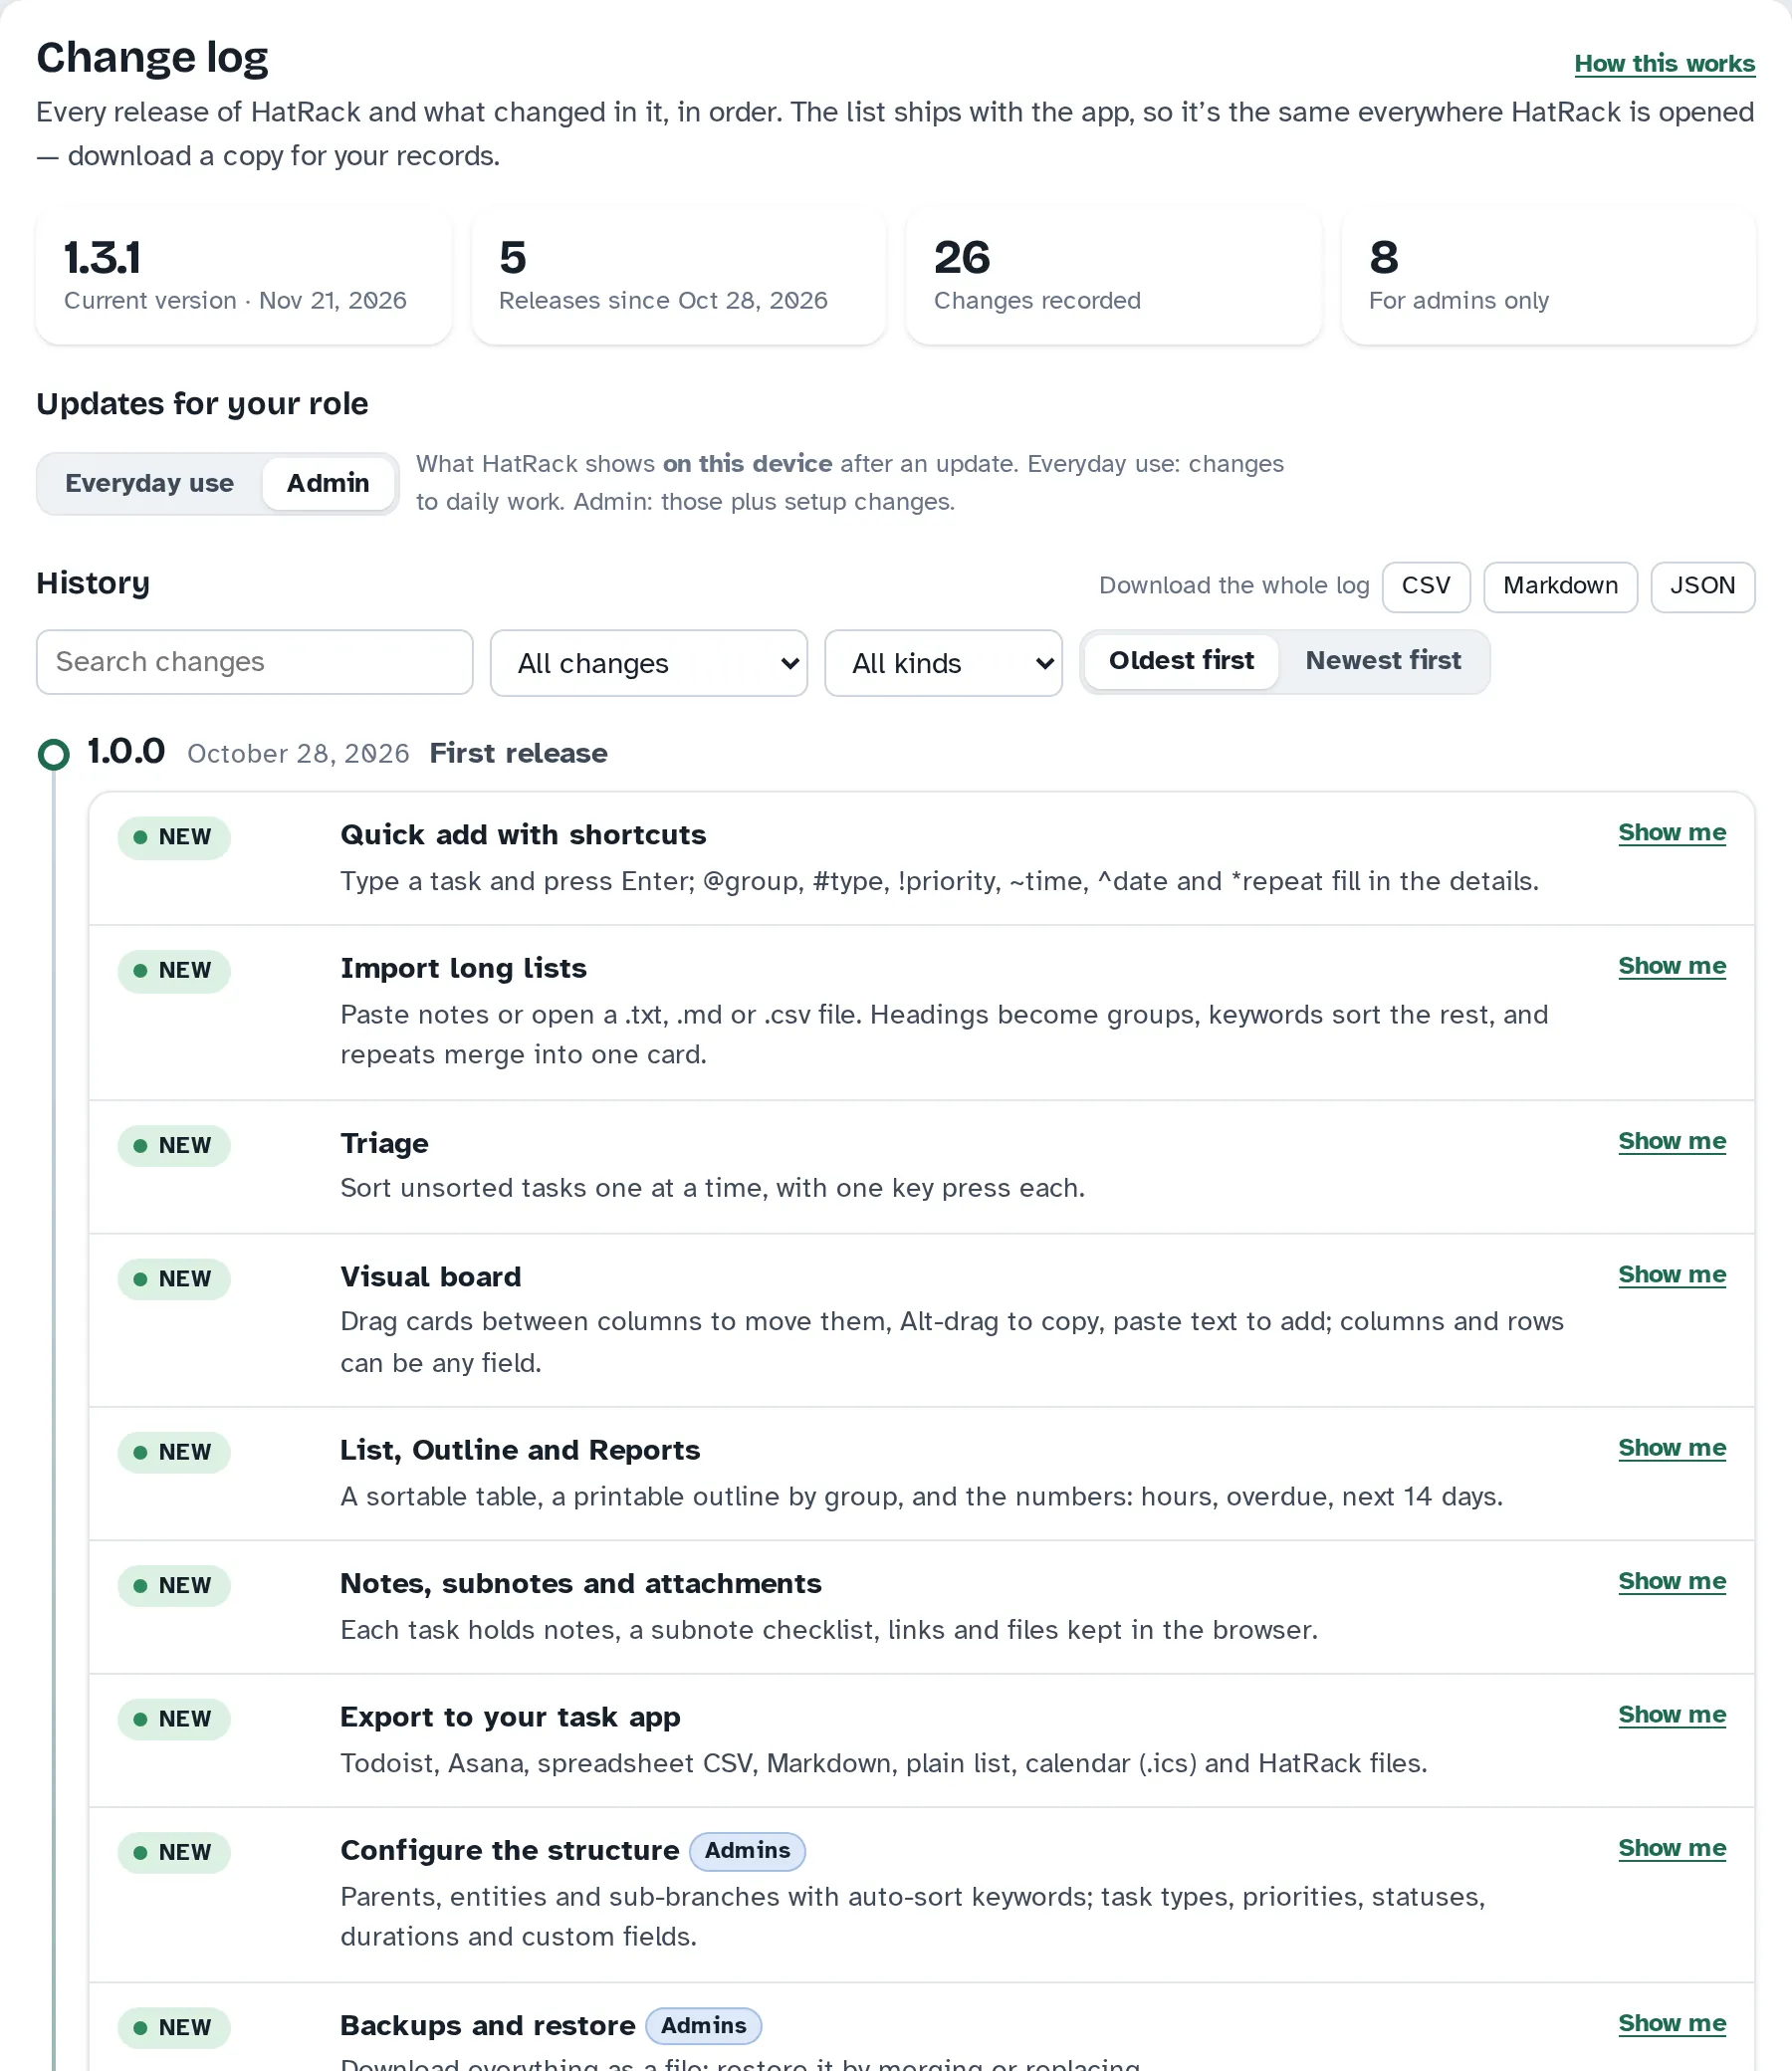 Change log
How this works
Every release of HatRack and what changed in it, in order. The list ships with the app, so it’s the same everywhere HatRack is opened
— download a copy for your records.
1.3.1
Current version · Nov 21, 2026
5
Releases since Oct 28, 2026
26
Changes recorded
8
For admins only
Updates for your role
Everyday use
Admin
What HatRack shows on this device after an update. Everyday use: changes
to daily work. Admin: those plus setup changes.
History
Download the whole log
CSV
Markdown
JSON
Search changes
All changes
All kinds
Oldest first
Newest first
1.0.0 October 28, 2026 First release
NEW
Quick add with shortcuts
Show me
Type a task and press Enter; @group, #type, !priority, ~time, ^date and *repeat fill in the details.
NEW
Import long lists
Show me
Paste notes or open a .txt, .md or .csv file. Headings become groups, keywords sort the rest, and
repeats merge into one card.
NEW
Triage
Show me
Sort unsorted tasks one at a time, with one key press each.
NEW
Visual board
Show me
Drag cards between columns to move them, Alt-drag to copy, paste text to add; columns and rows
can be any field.
NEW
List, Outline and Reports
Show me
A sortable table, a printable outline by group, and the numbers: hours, overdue, next 14 days.
NEW
Notes, subnotes and attachments
Show me
Each task holds notes, a subnote checklist, links and files kept in the browser.
NEW
Export to your task app
Show me
Todoist, Asana, spreadsheet CSV, Markdown, plain list, calendar (.ics) and HatRack files.
NEW
Configure the structure Admins
Show me
Parents, entities and sub-branches with auto-sort keywords; task types, priorities, statuses,
durations and custom fields.
NEW
Backups and restore Admins
Show me
Download everything as a file; restore it by merging or replacing.